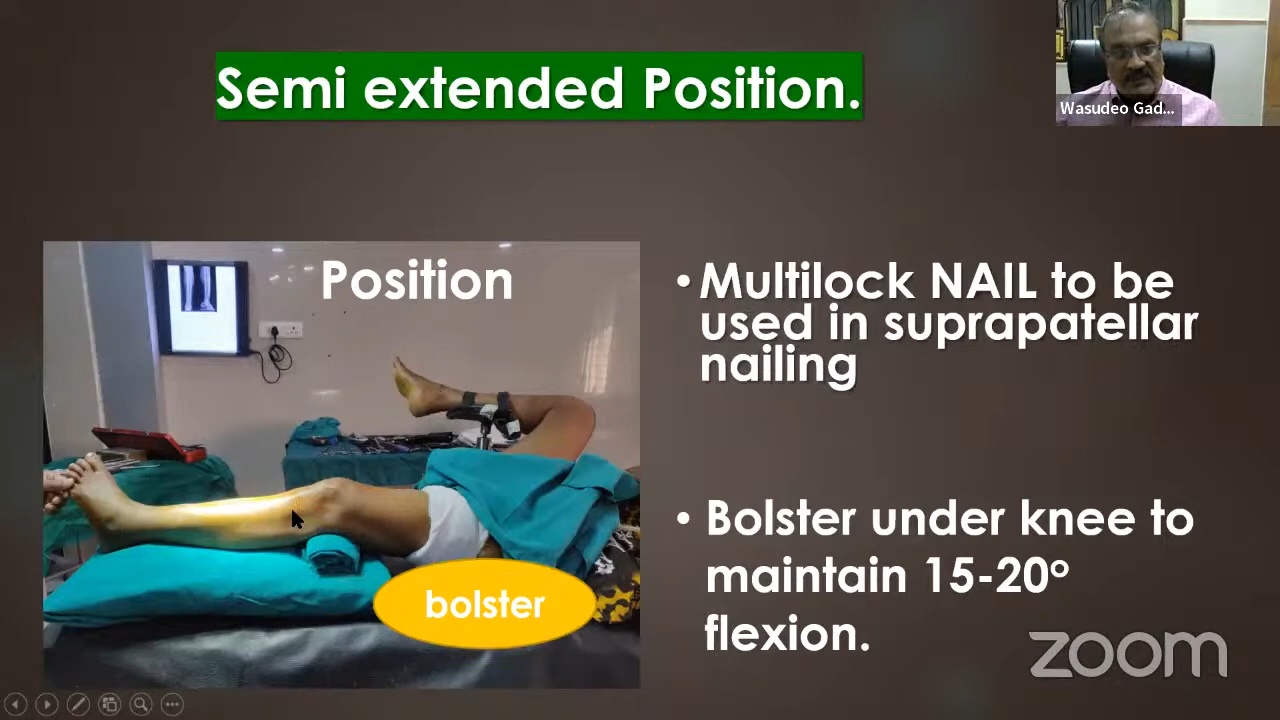 Semi extended Position.
Wasudeo Gad...
Position
• Multilock NAIL to be
used in suprapatellar
nailing
• Bolster under knee to
maintain 15-20°
flexion.
bolster
zoom